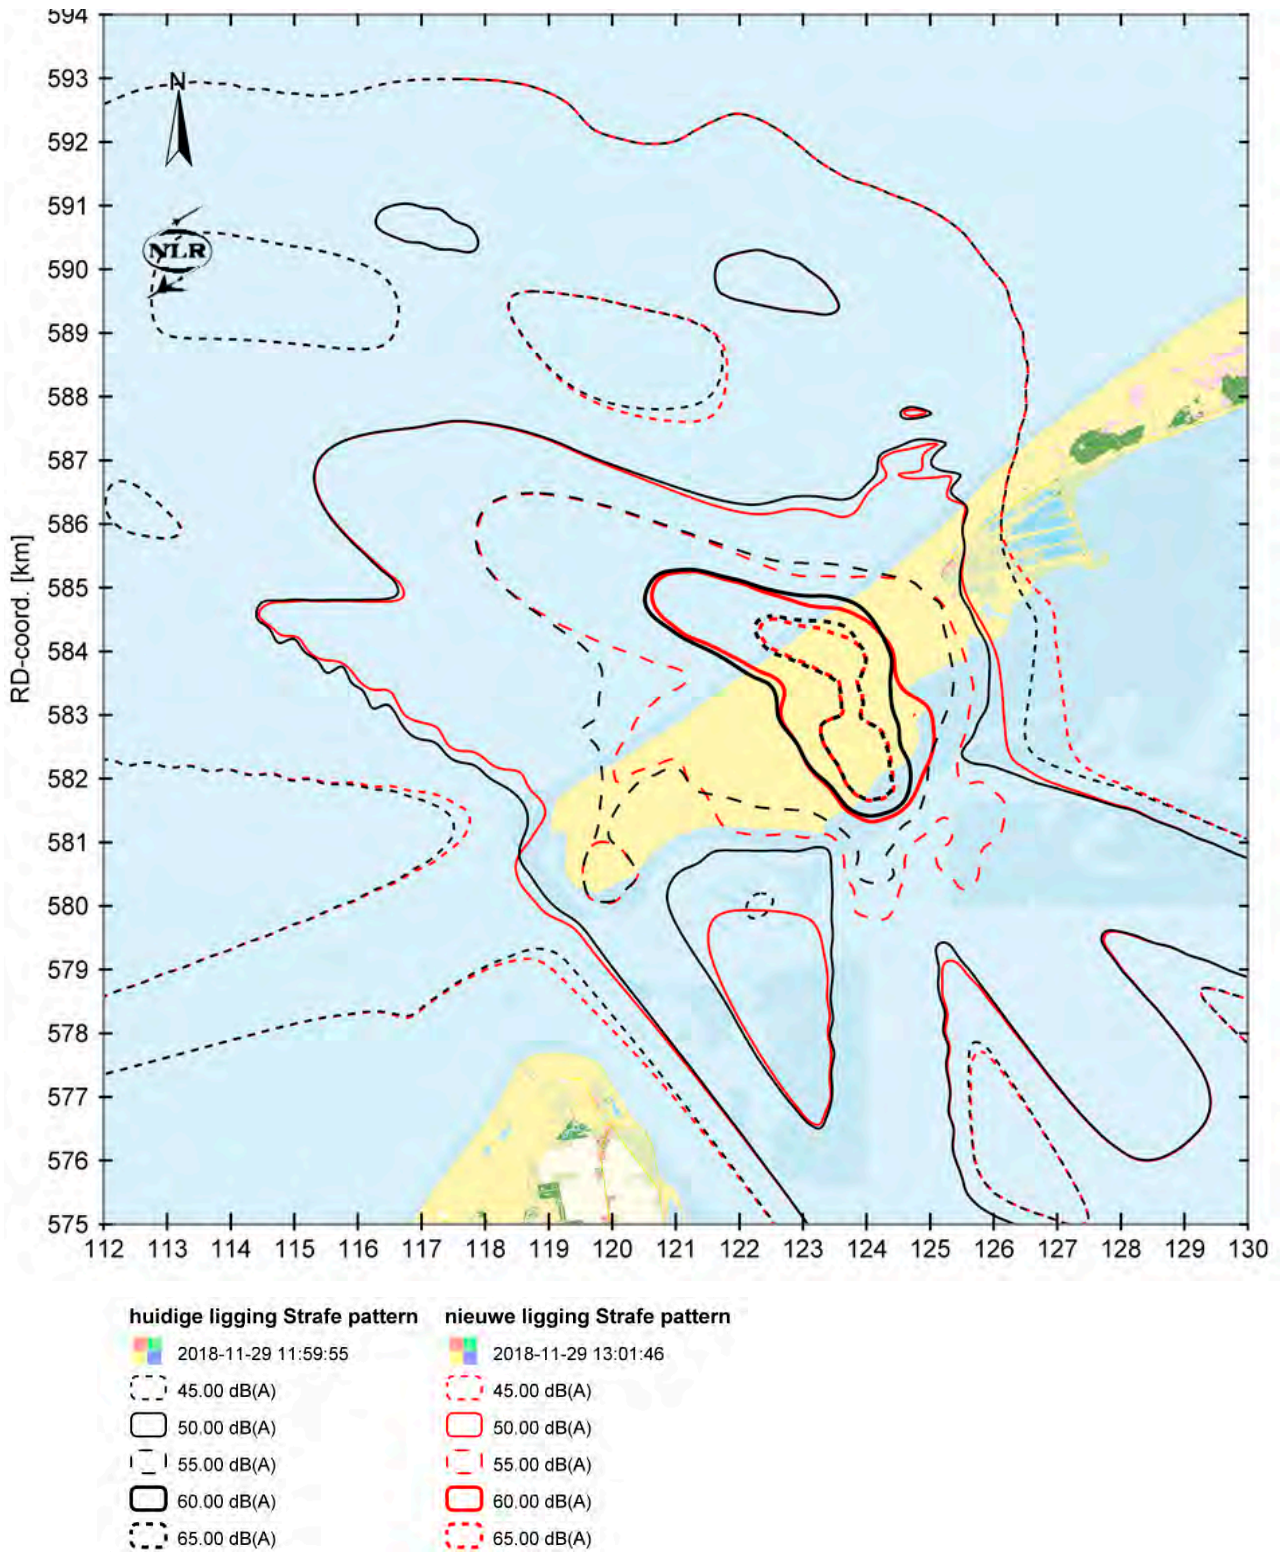 594
593
592
591
590
589
588
587
586
585
584
583
582
581
580
579
578
577
576
575
RD-coord. [km]
N
NLR
112 113 114 115 116 117 118 119 120 121 122 123 124 125 126 127 128 129 130
huidige ligging Strafe pattern nieuwe ligging Strafe pattern
2018-11-29 11:59:55 2018-11-29 13:01:46
45.00 dB(A) 45.00 dB(A)
50.00 dB(A) 50.00 dB(A)
55.00 dB(A) 55.00 dB(A)
60.00 dB(A) 60.00 dB(A)
65.00 dB(A) 65.00 dB(A)